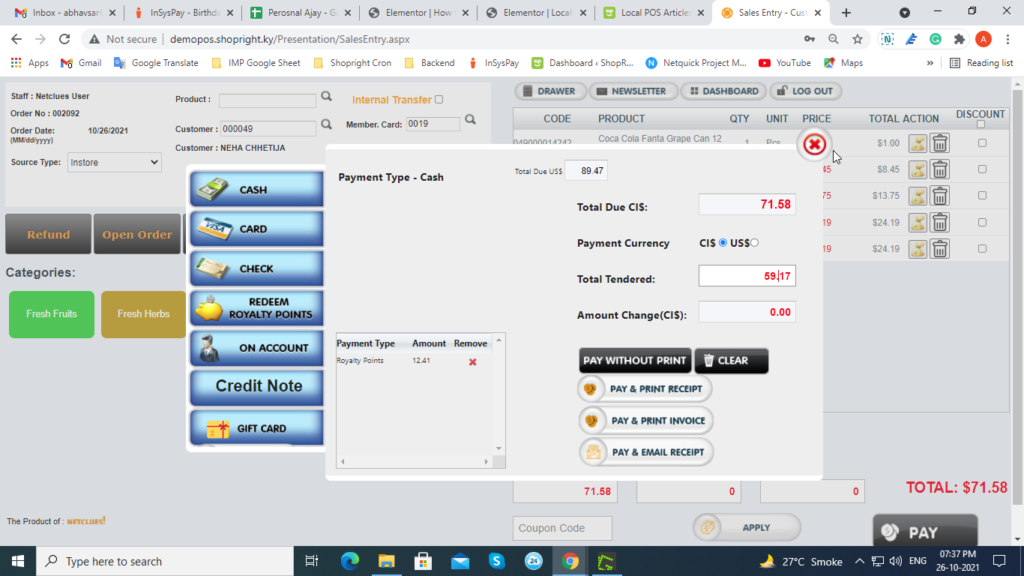 Inbox - abhavsar
InSysPay - Birthda
Perosnal Ajay - G
Elementor | How
Elementor | Local
Local POS Article
Sales Entry - Cust
Not secure | demopos.shopright.ky/Presentation/SalesEntry.aspx
A
Apps
Gmail
Google Translate
IMP Google Sheet
Shopright Cron
Backend
InSysPay
Dashboard ‹ ShopR...
Netquick Project M...
YouTube
Maps
»
Reading list
Staff : Netclues User
Order No : 002092
Order Date: 10/26/2021
(MM/dd/yyyy)
Source Type: Instore
Product :
Internal Transfer
Customer : 000049
Member. Card: 0019
Customer : NEHA CHHETIJA
DRAWER
NEWSLETTER
DASHBOARD
LOG OUT
CODE PRODUCT QTY UNIT PRICE TOTAL ACTION DISCOUNT
049000014242 Coca Cola Fanta Grape Can 12 1 Pcs $1.00
45 $8.45
75 $13.75
19 $24.19
19 $24.19
Refund
Open Order
Categories:
Fresh Fruits
Fresh Herbs
CASH
CARD
VISA
CHECK
REDEEM
ROYALTY POINTS
ON ACCOUNT
Credit Note
GIFT CARD
Payment Type - Cash
Total Due US$ 89.47
Total Due CI$: 71.58
Payment Currency CI$ US$
Total Tendered: 59.17
Amount Change(CI$): 0.00
Payment Type Amount Remove
Royalty Points 12.41
PAY WITHOUT PRINT
CLEAR
PAY & PRINT RECEIPT
PAY & PRINT INVOICE
PAY & EMAIL RECEIPT
71.58
0
0
TOTAL: $71.58
The Product of : NETCLUES!
Coupon Code
APPLY
PAY
Type here to search
27°C Smoke
ENG
07:37 PM
26-10-2021